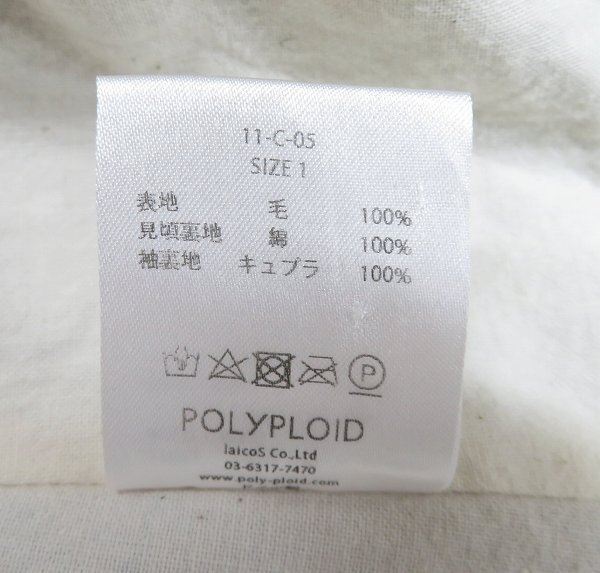 11-C-05
SIZE 1
表地 毛 100%
見頃裏地 綿 100%
袖裏地 キュプラ 100%
P
POLYPLOID
laicoS Co.,Ltd
03-6317-7470
www.poly-ploid.com